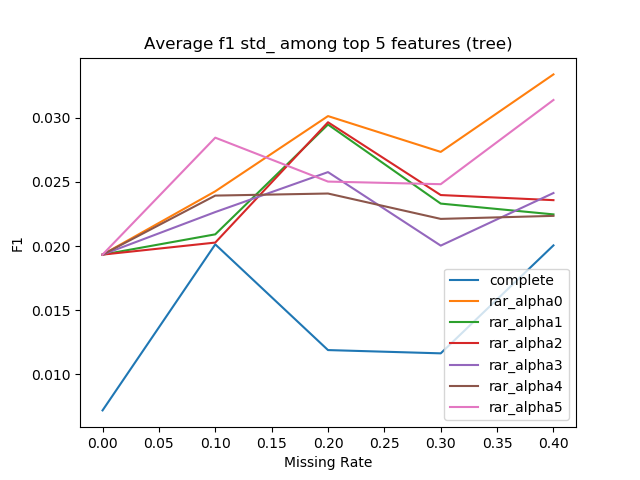 Average f1 std_ among top 5 features (tree)
F1
0.030
0.025
0.020
0.015
0.010
complete
rar_alpha0
rar_alpha1
rar_alpha2
rar_alpha3
rar_alpha4
rar_alpha5
0.00 0.05 0.10 0.15 0.20 0.25 0.30 0.35 0.40
Missing Rate